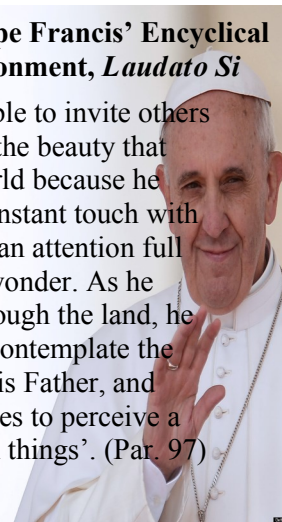 pe Francis’ Encyclical
onment, Laudato Si
ble to invite others
the beauty that
rld because he
nstant touch with
an attention full
wonder. As he
ough the land, he
contemplate the
is Father, and
es to perceive a
things’. (Par. 97)